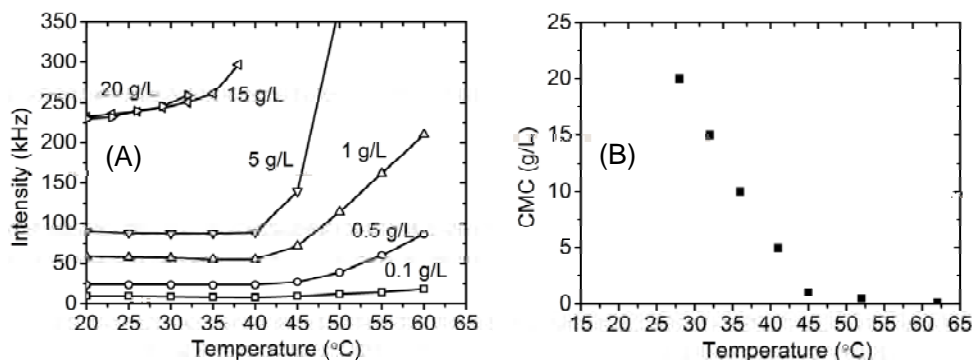 350
300
250
200
150
100
50
0
Intensity (kHz)
20 g/L
15 g/L
(A)
5 g/L
1 g/L
0.5 g/L
0.1 g/L
20 25 30 35 40 45 50 55 60 65
Temperature (°C)
25
20
15
10
5
0
CMC (g/L)
(B)
15 20 25 30 35 40 45 50 55 60 65
Temperature (°C)